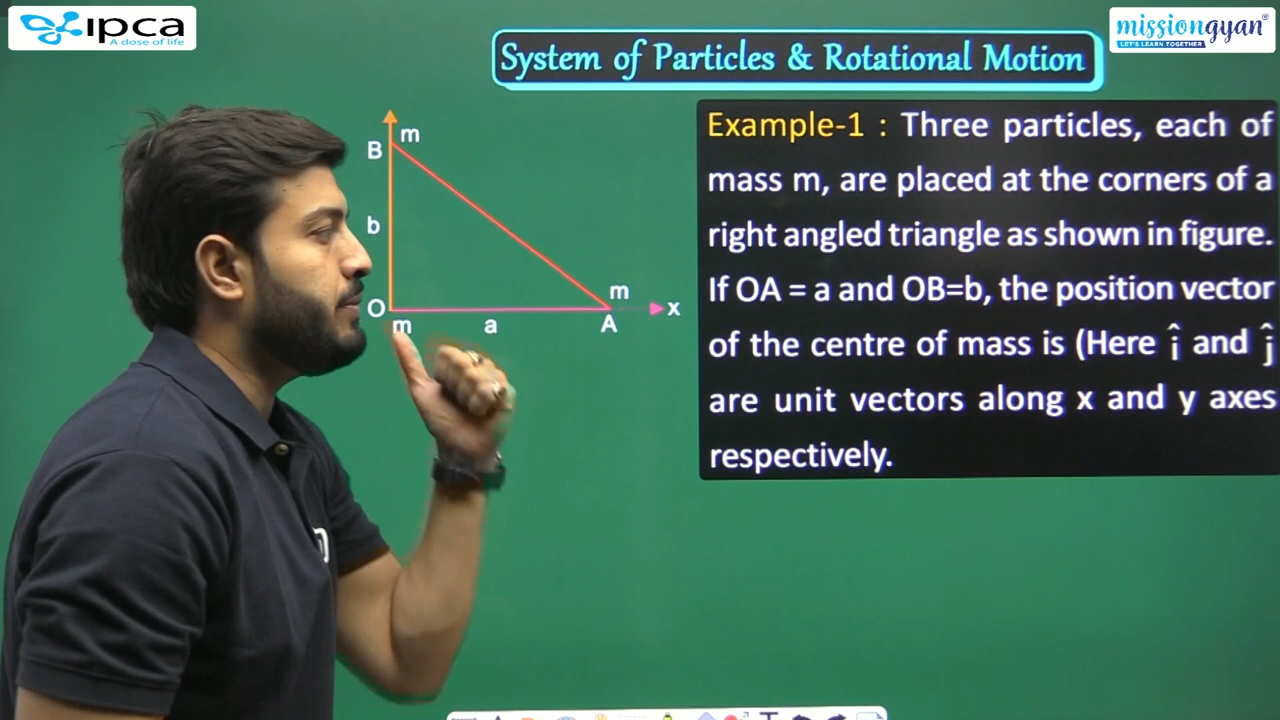 ipca
A dose of life
missiongyan®
LET'S LEARN TOGETHER
System of Particles & Rotational Motion
B
m
b
O
m
a
A
m
x
Example-1 : Three particles, each of
mass m, are placed at the corners of a
right angled triangle as shown in figure.
If OA = a and OB=b, the position vector
of the centre of mass is (Here î and ĵ
are unit vectors along x and y axes
respectively.